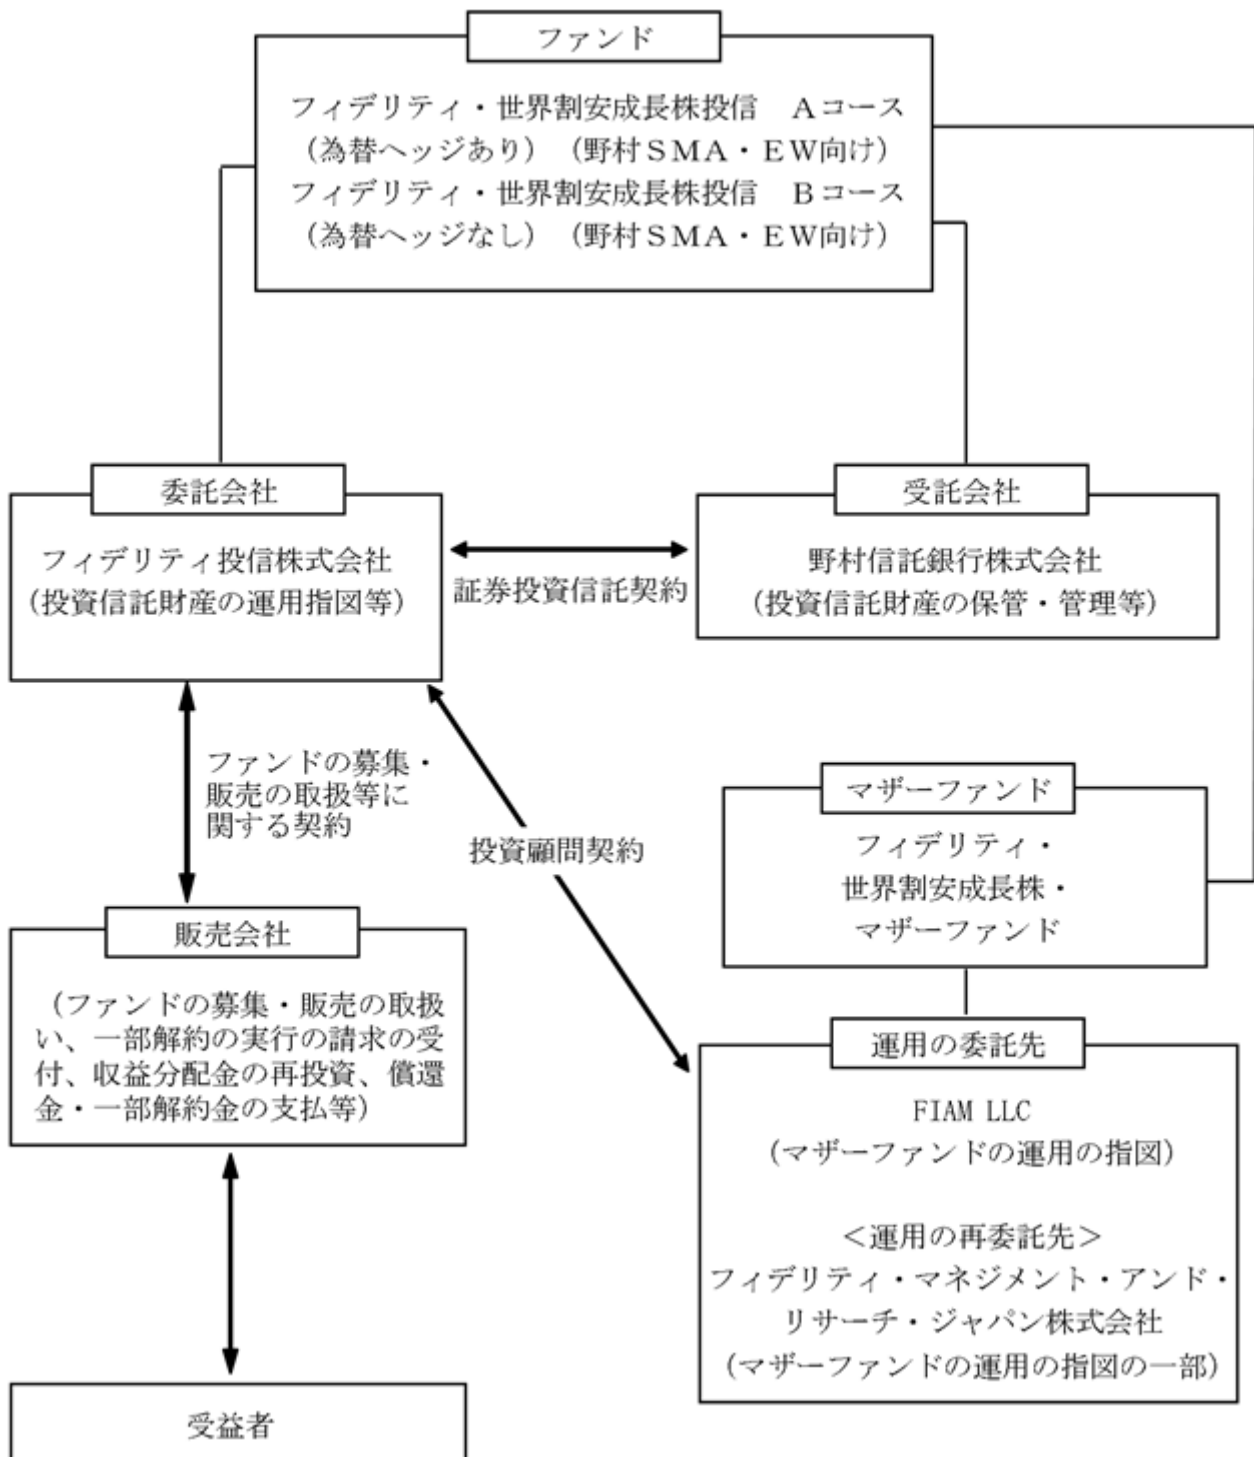 ファンド
フィデリティ・世界割安成長株投信　Ａコース
（為替ヘッジあり）（野村ＳＭＡ・ＥＷ向け）
フィデリティ・世界割安成長株投信　Ｂコース
（為替ヘッジなし）（野村ＳＭＡ・ＥＷ向け）
委託会社
フィデリティ投信株式会社
（投資信託財産の運用指図等）
証券投資信託契約
受託会社
野村信託銀行株式会社
（投資信託財産の保管・管理等）
ファンドの募集・
販売の取扱等に
関する契約
投資顧問契約
マザーファンド
フィデリティ・
世界割安成長株・
マザーファンド
販売会社
（ファンドの募集・販売の取扱
い、一部解約の実行の請求の受
付、収益分配金の再投資、償還
金・一部解約金の支払等）
運用の委託先
FIAM LLC
（マザーファンドの運用の指図）
＜運用の再委託先＞
フィデリティ・マネジメント・アンド・
リサーチ・ジャパン株式会社
（マザーファンドの運用の指図の一部）
受益者